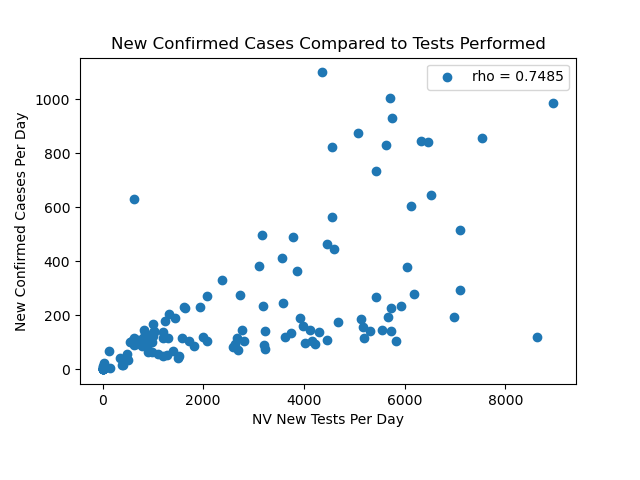 New Confirmed Cases Compared to Tests Performed
rho = 0.7485
1000
800
600
400
200
0
New Confirmed Caeses Per Day
0 2000 4000 6000 8000
NV New Tests Per Day